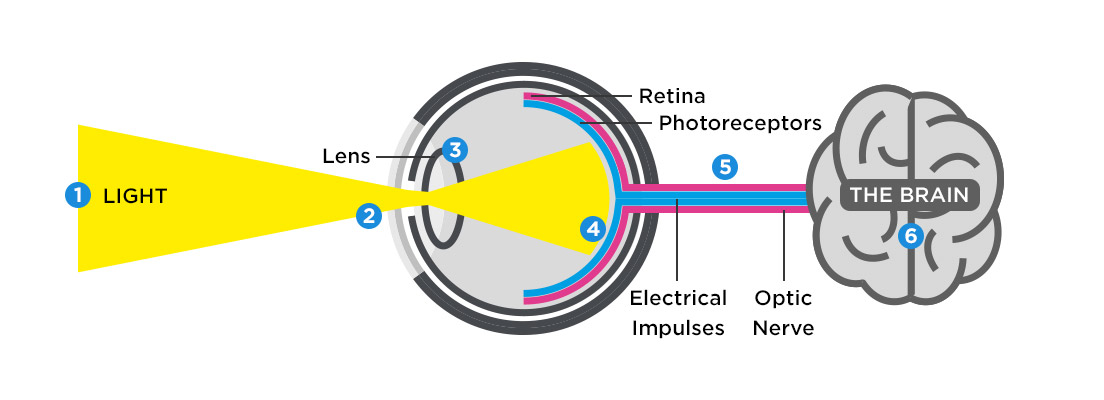 1 LIGHT
2
Lens
3
Retina
Photoreceptors
4
5
Electrical
Impulses
Optic
Nerve
THE BRAIN
6